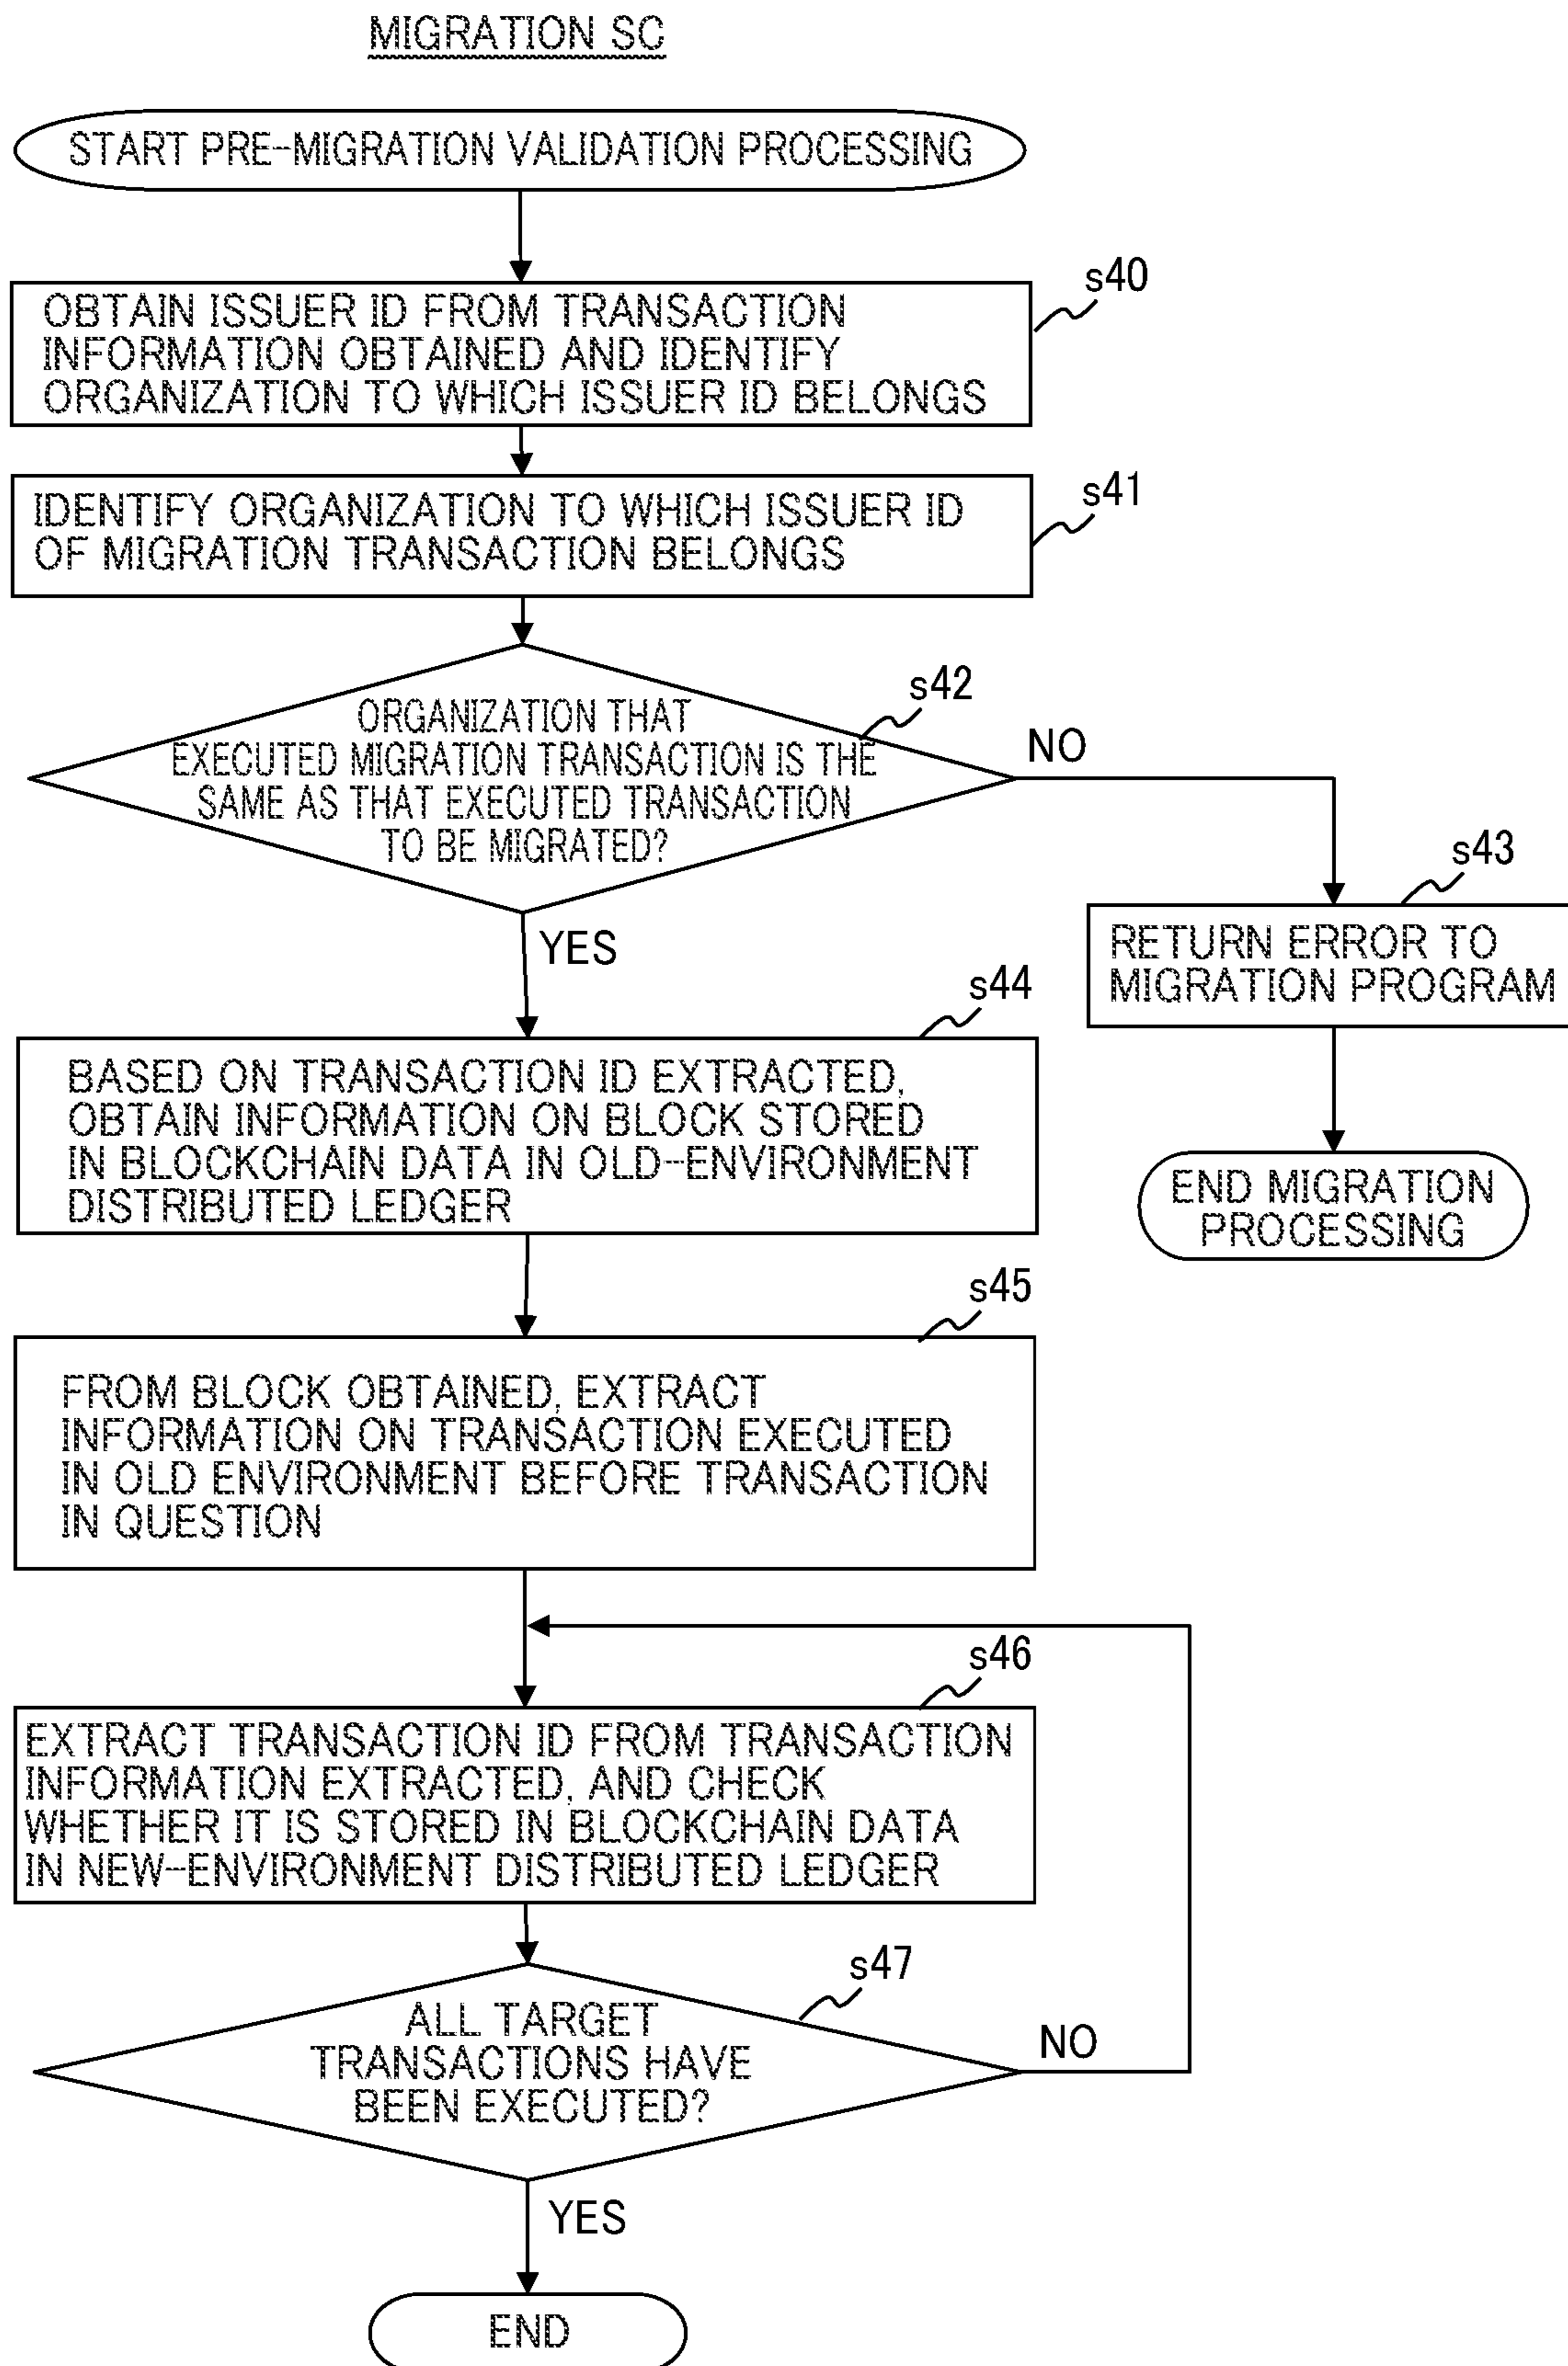 MIGRATION SC
START PRE-MIGRATION VALIDATION PROCESSING
s40
OBTAIN ISSUER ID FROM TRANSACTION
INFORMATION OBTAINED AND IDENTIFY
ORGANIZATION TO WHICH ISSUER ID BELONGS
s41
IDENTIFY ORGANIZATION TO WHICH ISSUER ID
OF MIGRATION TRANSACTION BELONGS
s42
ORGANIZATION THAT
EXECUTED MIGRATION TRANSACTION IS THE
SAME AS THAT EXECUTED TRANSACTION
TO BE MIGRATED?
NO
s43
RETURN ERROR TO
MIGRATION PROGRAM
END MIGRATION
PROCESSING
YES
s44
BASED ON TRANSACTION ID EXTRACTED,
OBTAIN INFORMATION ON BLOCK STORED
IN BLOCKCHAIN DATA IN OLD-ENVIRONMENT
DISTRIBUTED LEDGER
s45
FROM BLOCK OBTAINED, EXTRACT
INFORMATION ON TRANSACTION EXECUTED
IN OLD ENVIRONMENT BEFORE TRANSACTION
IN QUESTION
s46
EXTRACT TRANSACTION ID FROM TRANSACTION
INFORMATION EXTRACTED, AND CHECK
WHETHER IT IS STORED IN BLOCKCHAIN DATA
IN NEW-ENVIRONMENT DISTRIBUTED LEDGER
s47
ALL TARGET
TRANSACTIONS HAVE
BEEN EXECUTED?
NO
YES
END